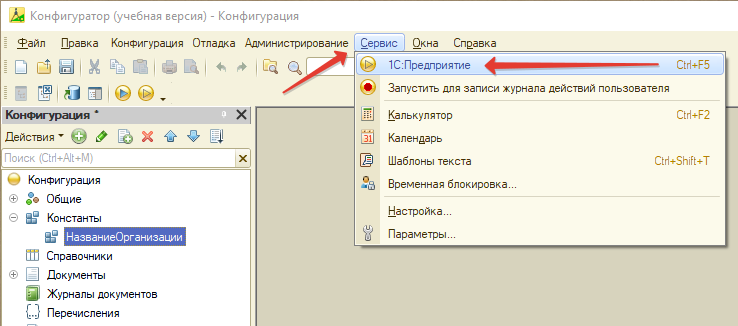 Конфигуратор (учебная версия) - Конфигурация
Файл Правка Конфигурация Отладка Администрирование Сервис Окна Справка
1С:Предприятие Ctrl+F5
Запустить для записи журнала действий пользователя
Калькулятор Ctrl+F2
Календарь
Шаблоны текста Ctrl+Shift+T
Временная блокировка...
Настройка...
Параметры...
Конфигурация *
Действия
Поиск (Ctrl+Alt+M)
Конфигурация
Общие
Константы
НазваниеОрганизации
Справочники
Документы
Журналы документов
Перечисления